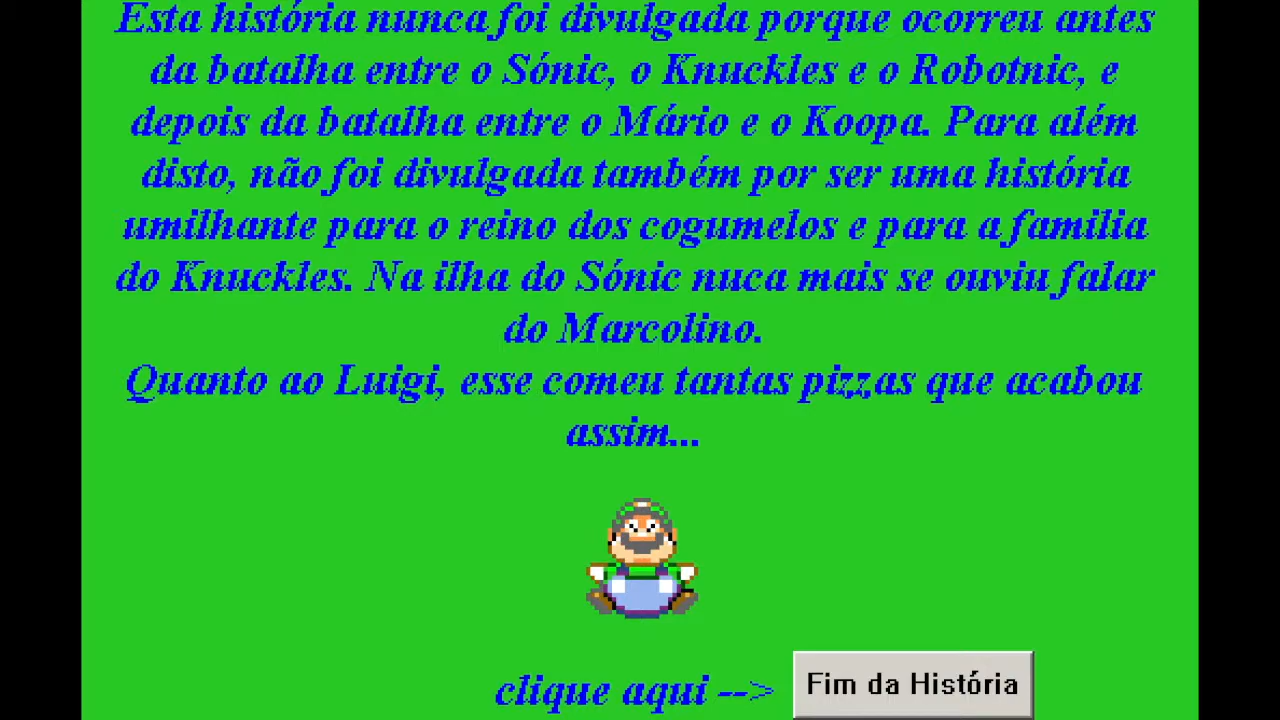 Esta história nunca foi divulgada porque ocorreu antes
da batalha entre o Sónic, o Knuckles e o Robotnic, e
depois da batalha entre o Mário e o Koopa. Para além
disto, não foi divulgada também por ser uma história
umilhante para o reino dos cogumelos e para a familia
do Knuckles. Na ilha do Sónic nuca mais se ouviu falar
do Marcolino.
Quanto ao Luigi, esse comeu tantas pizzas que acabou
assim...
clique aqui --> Fim da História